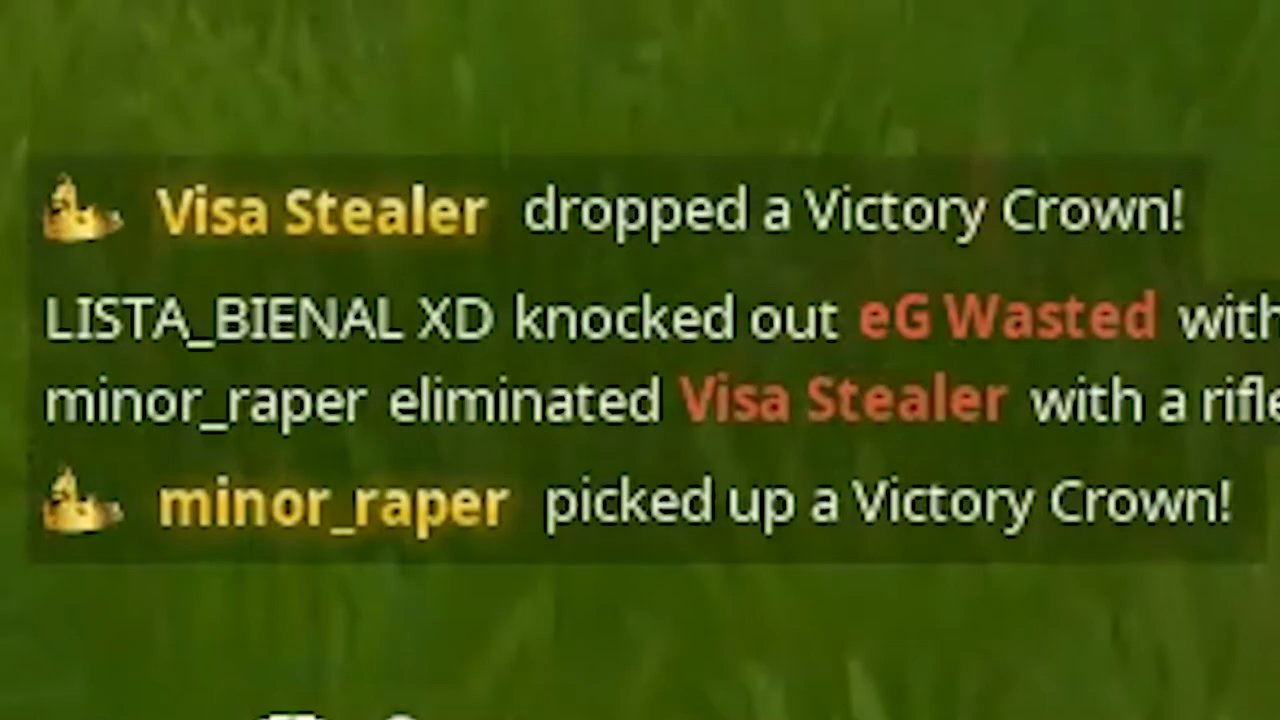 Visa Stealer dropped a Victory Crown!
LISTA_BIENAL XD knocked out eG Wasted with
minor_raper eliminated Visa Stealer with a rifle
minor_raper picked up a Victory Crown!